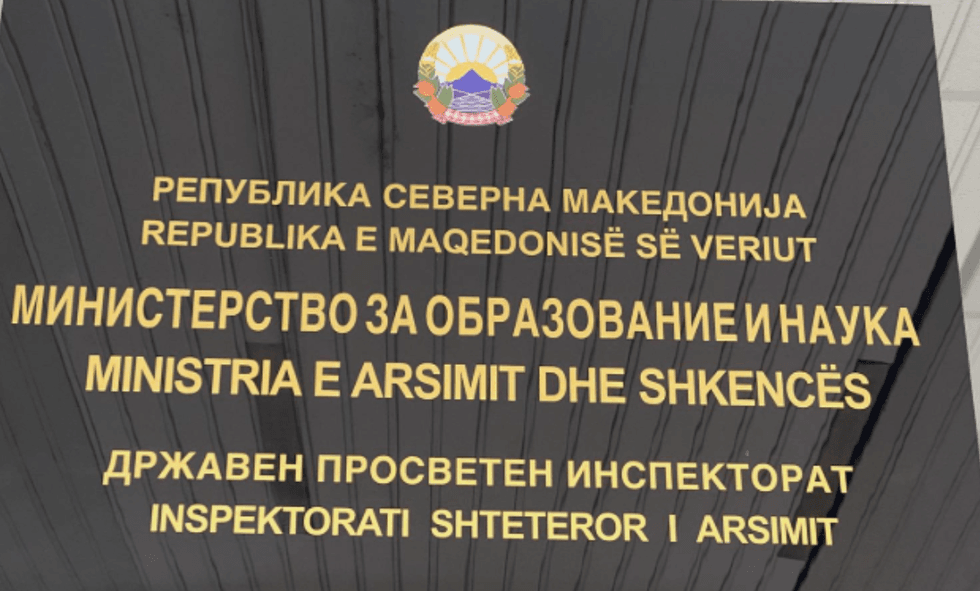 РЕПУБЛИКА СЕВЕРНА МАКЕДОНИЈА
REPUBLIKA E MAQEDONISË SË VERIUT
МИНИСТЕРСТВО ЗА ОБРАЗОВАНИЕ И НАУКА
MINISTRIA E ARSIMIT DHE SHKENCËS
ДРЖАВЕН ПРОСВЕТЕН ИНСПЕКТОРАТ
INSPEKTORATI SHTETEROR I ARSIMIT